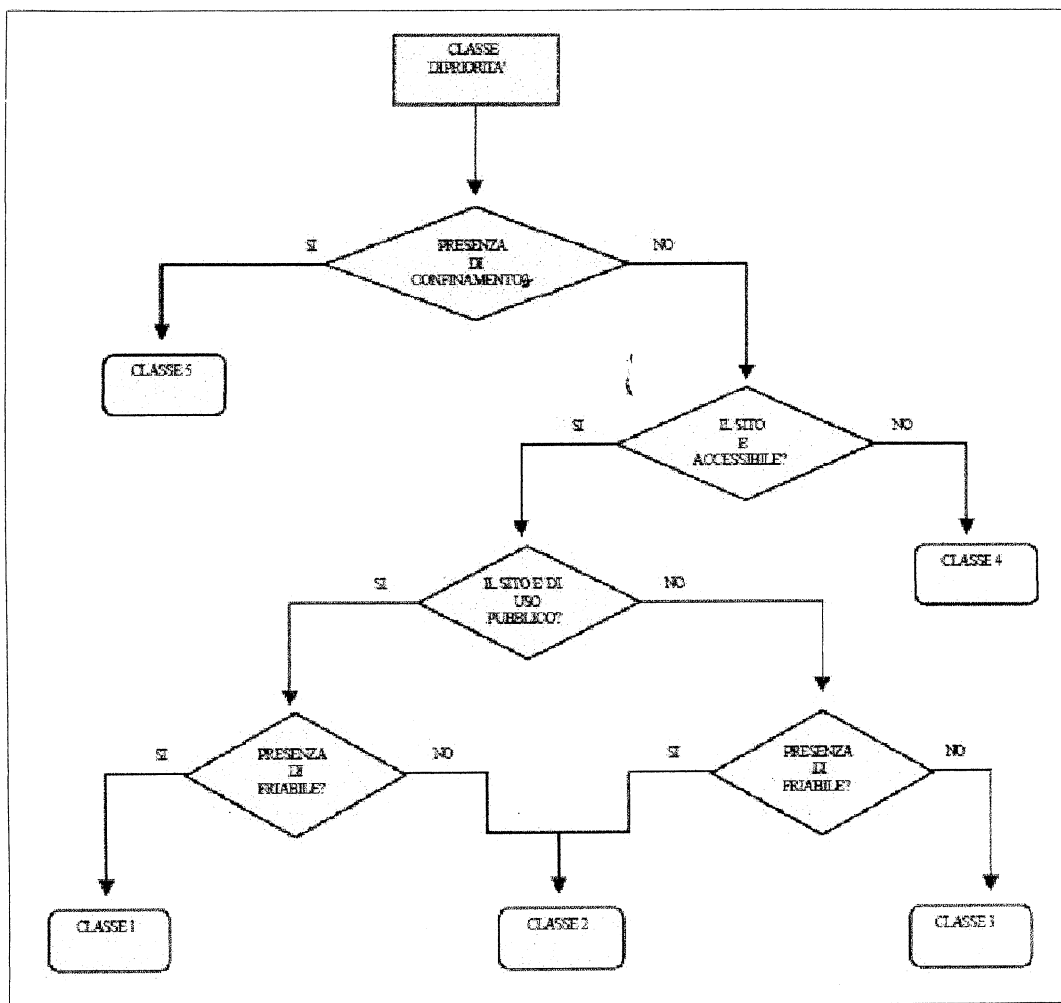 CLASSE
DI PRIORITA'
SI
PRESENZA
DI
CONFINAMENTO
NO
CLASSE 5
SI
IL SITO
E
ACCESSIBILE?
NO
CLASSE 4
SI
IL SITO E DI
USO
PUBBLICO?
NO
SI
PRESENZA
DI
FRIABILE?
NO
SI
PRESENZA
DI
FRIABILE?
NO
CLASSE 1
CLASSE 2
CLASSE 3